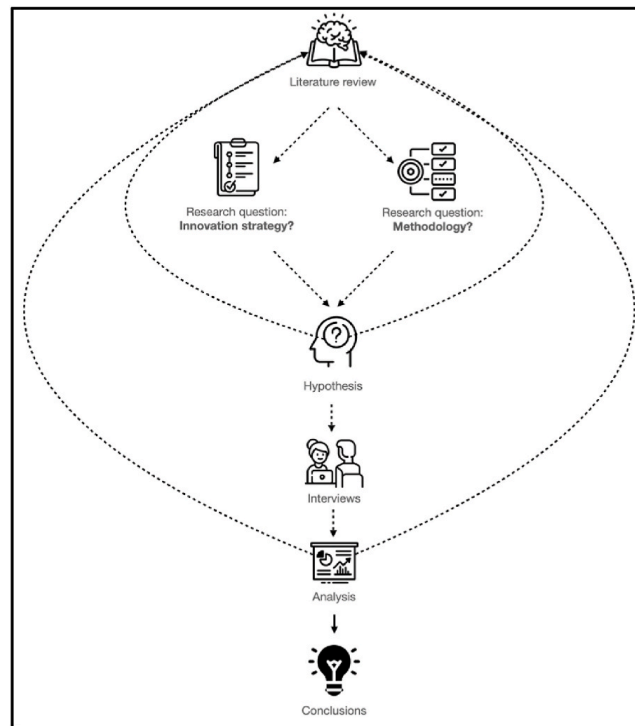 Literature review
Research question:
Innovation strategy?
Research question:
Methodology?
Hypothesis
Interviews
Analysis
Conclusions